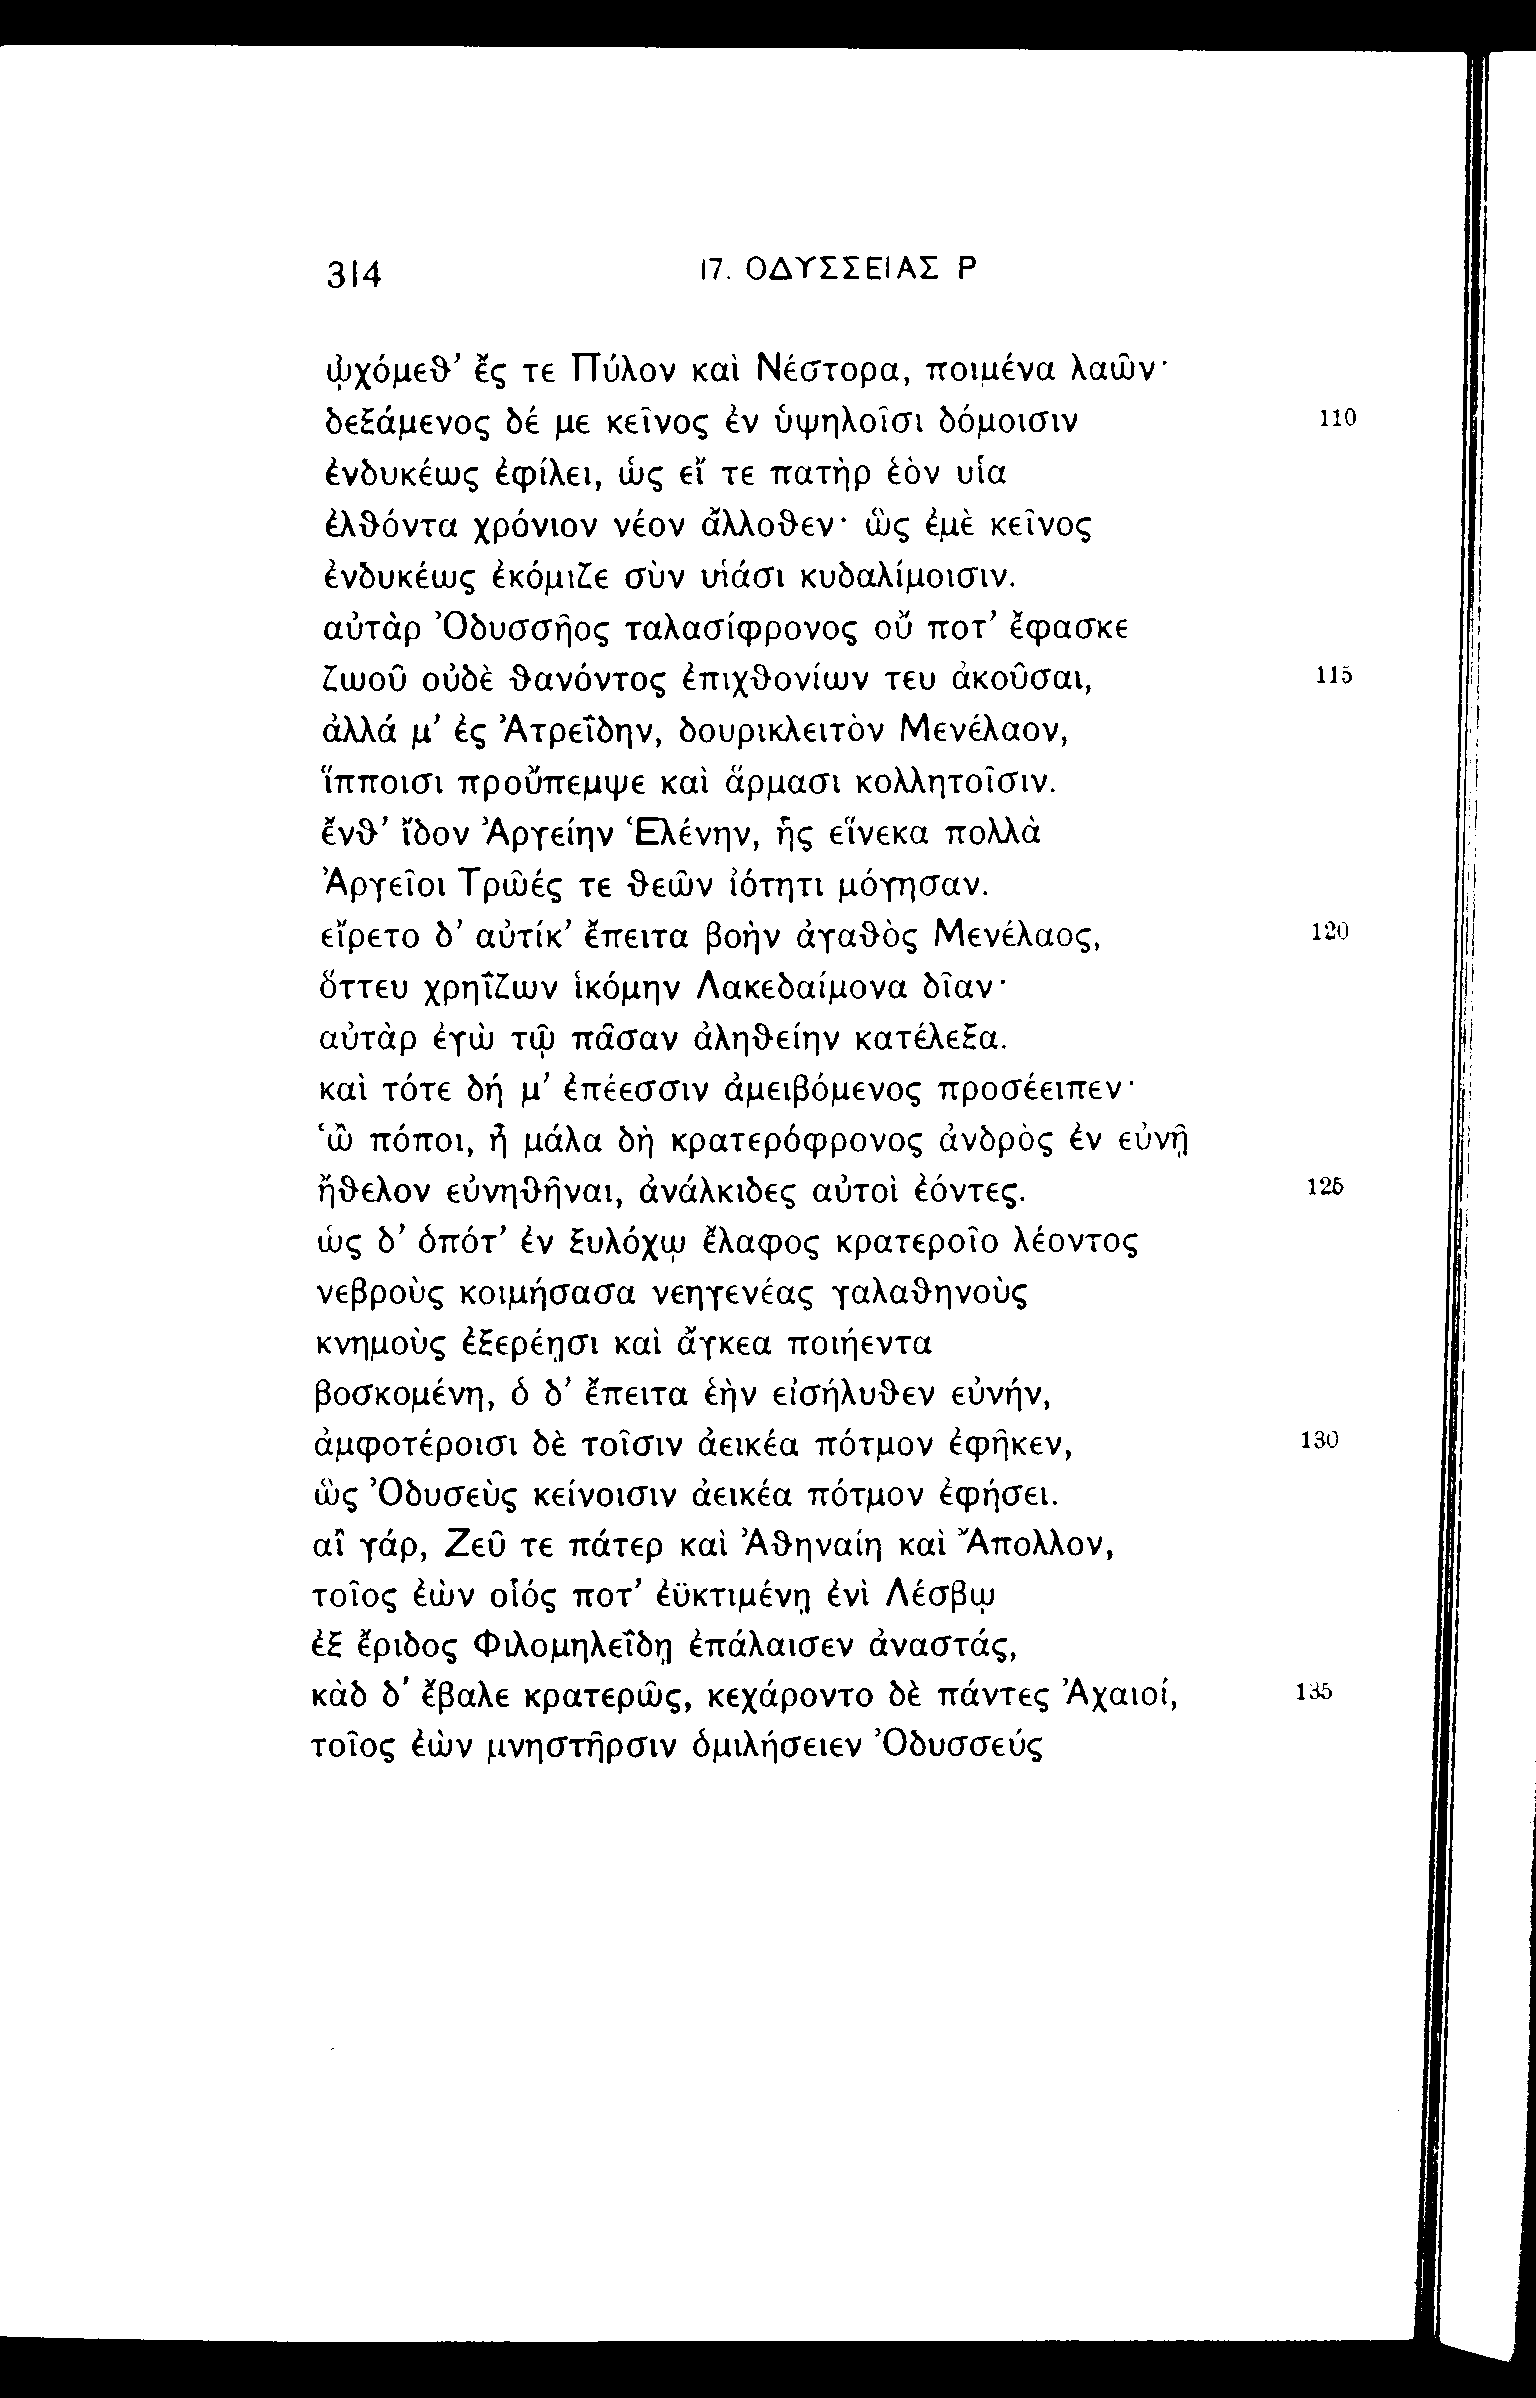 314 17. ΟΔΥΣΣΕΙΑΣ Ρ
ᾠχόμεϑ’ ἔς τε Πύλον καὶ Νέστορα, ποιμένα λαῶν·
δεξάμενος δέ με κεῖνος ἐν ὑψηλοῖσι δόμοισιν 110
ἐνδυκέως ἐφίλει, ὡς εἴ τε πατὴρ ἑὸν υἷα
ἐλϑόντα χρόνιον νέον ἄλλοϑεν· ὣς ἐμὲ κεῖνος
ἐνδυκέως ἐκόμιζε σὺν υἱάσι κυδαλίμοισιν.
αὐτὰρ Ὀδυσσῆος ταλασίφρονος οὔ ποτ’ ἔφασκε
ζωοῦ οὐδὲ ϑανόντος ἐπιχϑονίων τευ ἀκοῦσαι, 115
ἀλλά μ’ ἐς Ἀτρεΐδην, δουρικλειτὸν Μενέλαον,
ἵπποισι προὔπεμψε καὶ ἅρμασι κολλητοῖσιν.
ἔνϑ’ ἴδον Ἀργείην Ἑλένην, ἧς εἵνεκα πολλὰ
Ἀργεῖοι Τρῶές τε ϑεῶν ἰότητι μόγησαν.
εἴρετο δ’ αὐτίκ’ ἔπειτα βοὴν ἀγαϑὸς Μενέλαος, 120
ὅττευ χρηΐζων ἱκόμην Λακεδαίμονα δῖαν·
αὐτὰρ ἐγὼ τῷ πᾶσαν ἀληϑείην κατέλεξα.
καὶ τότε δή μ’ ἐπέεσσιν ἀμειβόμενος προσέειπεν·
‘ὢ πόποι, ἦ μάλα δὴ κρατερόφρονος ἀνδρὸς ἐν εὐνῇ
ἤϑελον εὐνηϑῆναι, ἀνάλκιδες αὐτοὶ ἐόντες. 125
ὡς δ’ ὁπότ’ ἐν ξυλόχῳ ἔλαφος κρατεροῖο λέοντος
νεβροὺς κοιμήσασα νεηγενέας γαλαϑηνοὺς
κνημοὺς ἐξερέῃσι καὶ ἄγκεα ποιήεντα
βοσκομένη, ὁ δ’ ἔπειτα ἑὴν εἰσήλυϑεν εὐνήν,
ἀμφοτέροισι δὲ τοῖσιν ἀεικέα πότμον ἐφῆκεν, 130
ὣς Ὀδυσεὺς κείνοισιν ἀεικέα πότμον ἐφήσει.
αἲ γάρ, Ζεῦ τε πάτερ καὶ Ἀϑηναίη καὶ Ἄπολλον,
τοῖος ἐὼν οἷός ποτ’ ἐϋκτιμένῃ ἐνὶ Λέσβῳ
ἐξ ἔριδος Φιλομηλεΐδῃ ἐπάλαισεν ἀναστάς,
κὰδ δ’ ἔβαλε κρατερῶς, κεχάροντο δὲ πάντες Ἀχαιοί, 135
τοῖος ἐὼν μνηστῆρσιν ὁμιλήσειεν Ὀδυσσεύς